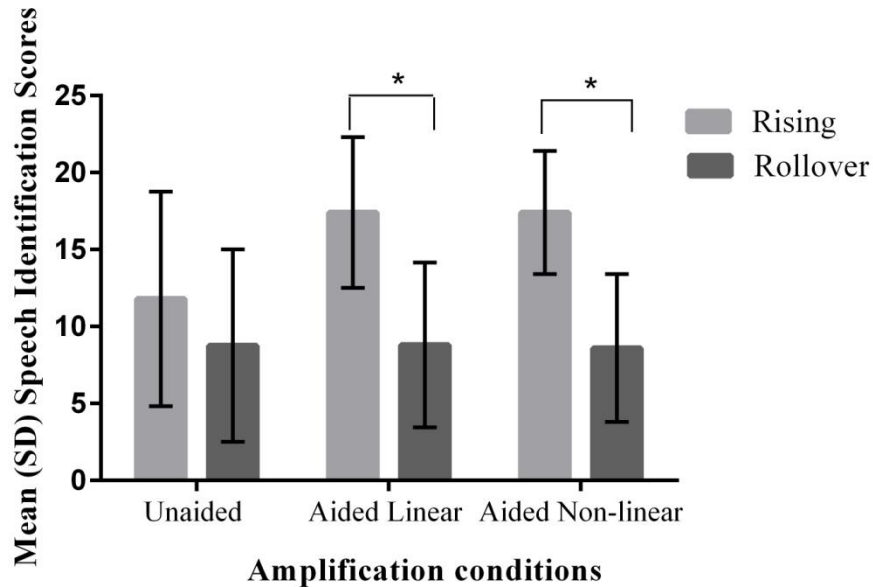 Mean (SD) Speech Identification Scores
25
20
15
10
5
0
*
*
Rising
Rollover
Unaided
Aided Linear
Aided Non-linear
Amplification conditions